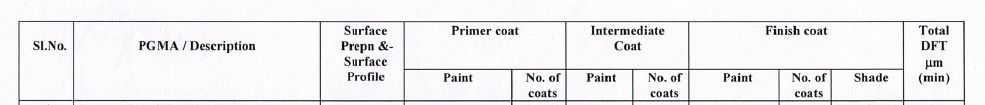 Sl.No. PGMA / Description Surface Prepn &- Surface Profile Primer coat Intermediate Coat Finish coat Total DFT µm (min)
Paint No. of coats Paint No. of coats Paint No. of coats Shade